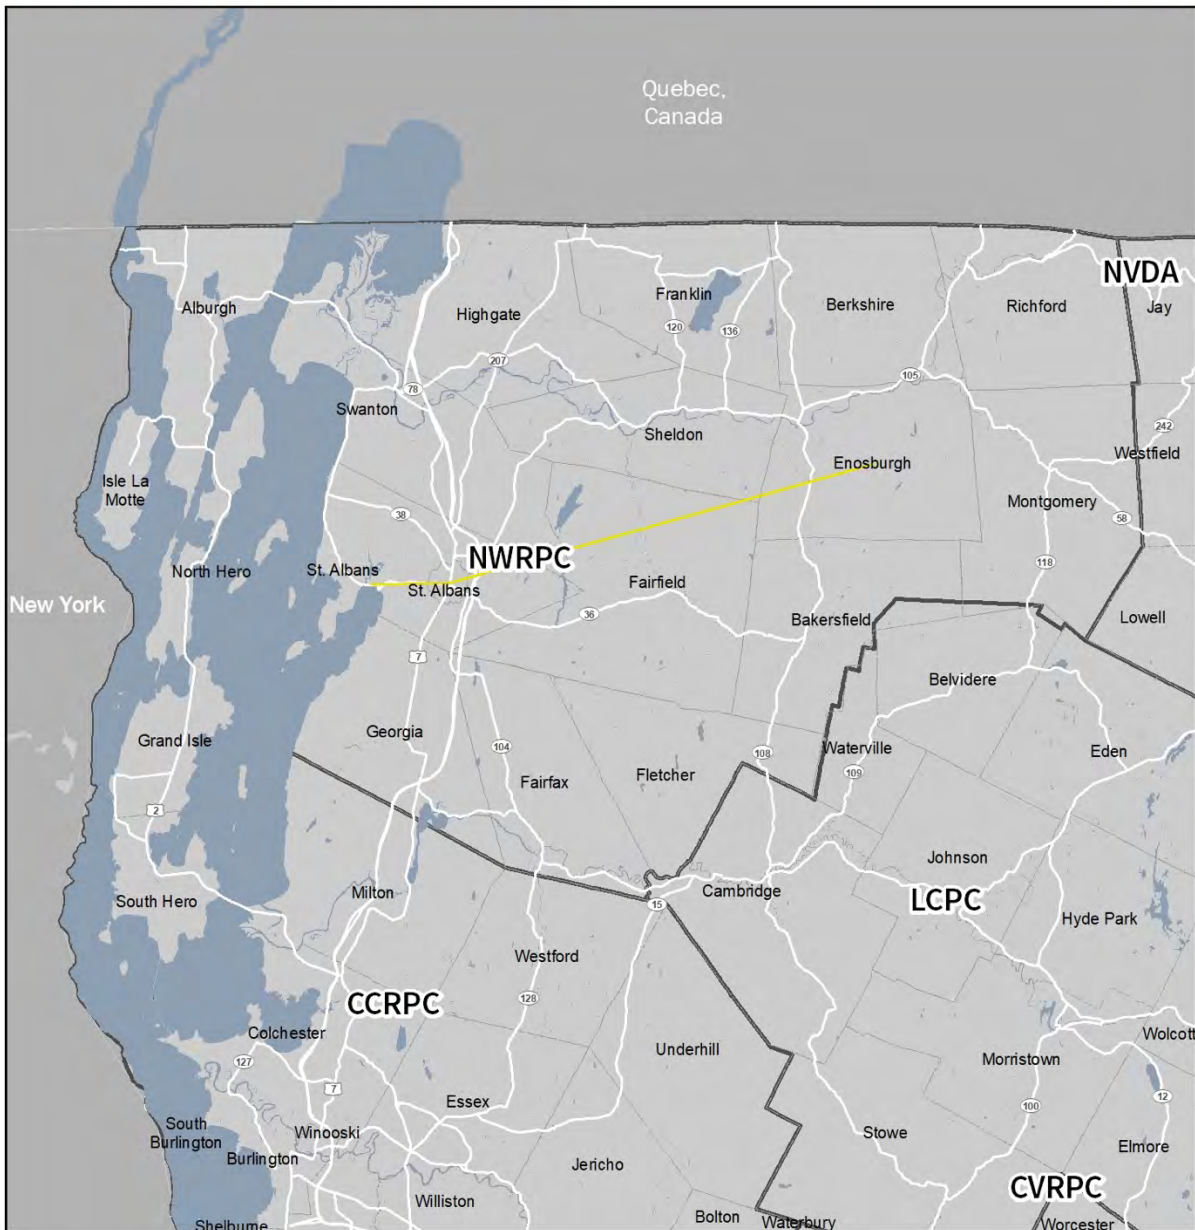 Quebec,
Canada
NVDA
Alburgh
Highgate
Franklin
Berkshire
Richford
Jay
120
136
207
78
105
Swanton
Sheldon
242
Westfield
Enosburgh
Isle La
Motte
Montgomery
38
58
NWRPC
118
North Hero
St. Albans
St. Albans
Fairfield
New York
36
Bakersfield
Lowell
7
Belvidere
Georgia
Grand Isle
104
108
Waterville
Eden
109
Fairfax
Fletcher
2
Johnson
Milton
Cambridge
LCPC
South Hero
15
Hyde Park
Westford
CCRPC
128
Colchester
Wolcott
Underhill
127
Morristown
7
Essex
100
12
South
Burlington
Winooski
Stowe
Elmore
Burlington
Jericho
CVRPC
Williston
Bolton
Waterbury
Worcester
Shelburne